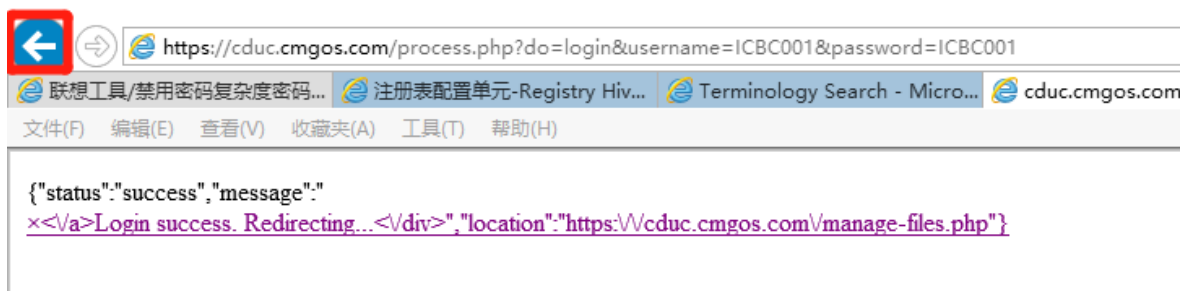 https://cduc.cmgos.com/process.php?do=login&username=ICBC001&password=ICBC001
联想工具/禁用密码复杂度密码... 注册表配置单元-Registry Hiv... Terminology Search - Micro... cduc.cmgos.com
文件(F) 编辑(E) 查看(V) 收藏夹(A) 工具(T) 帮助(H)
{"status":"success","message":"
×<\/a>Login success. Redirecting...<\/div>","location":"https:\/\/cduc.cmgos.com\/manage-files.php"}